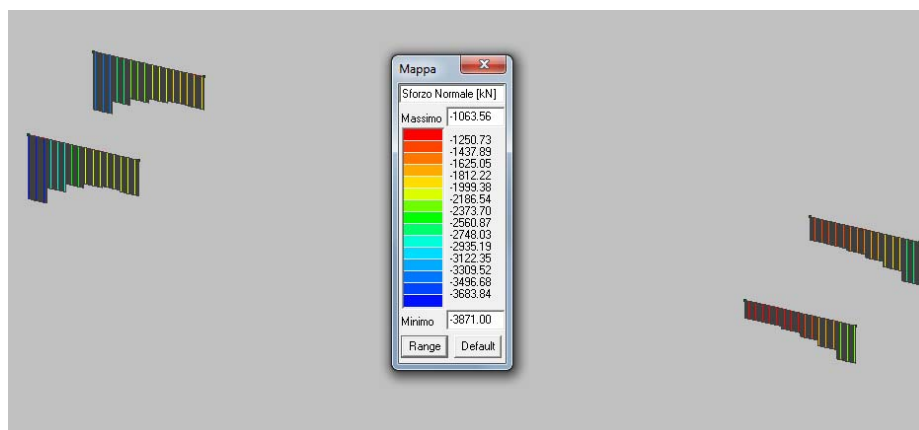 Mappa
Sforzo Normale [kN]
Massimo -1063.56
-1250.73
-1437.89
-1625.05
-1812.22
-1999.38
-2186.54
-2373.70
-2560.87
-2748.03
-2935.19
-3122.35
-3309.52
-3496.68
-3683.84
Minimo -3871.00
Range Default